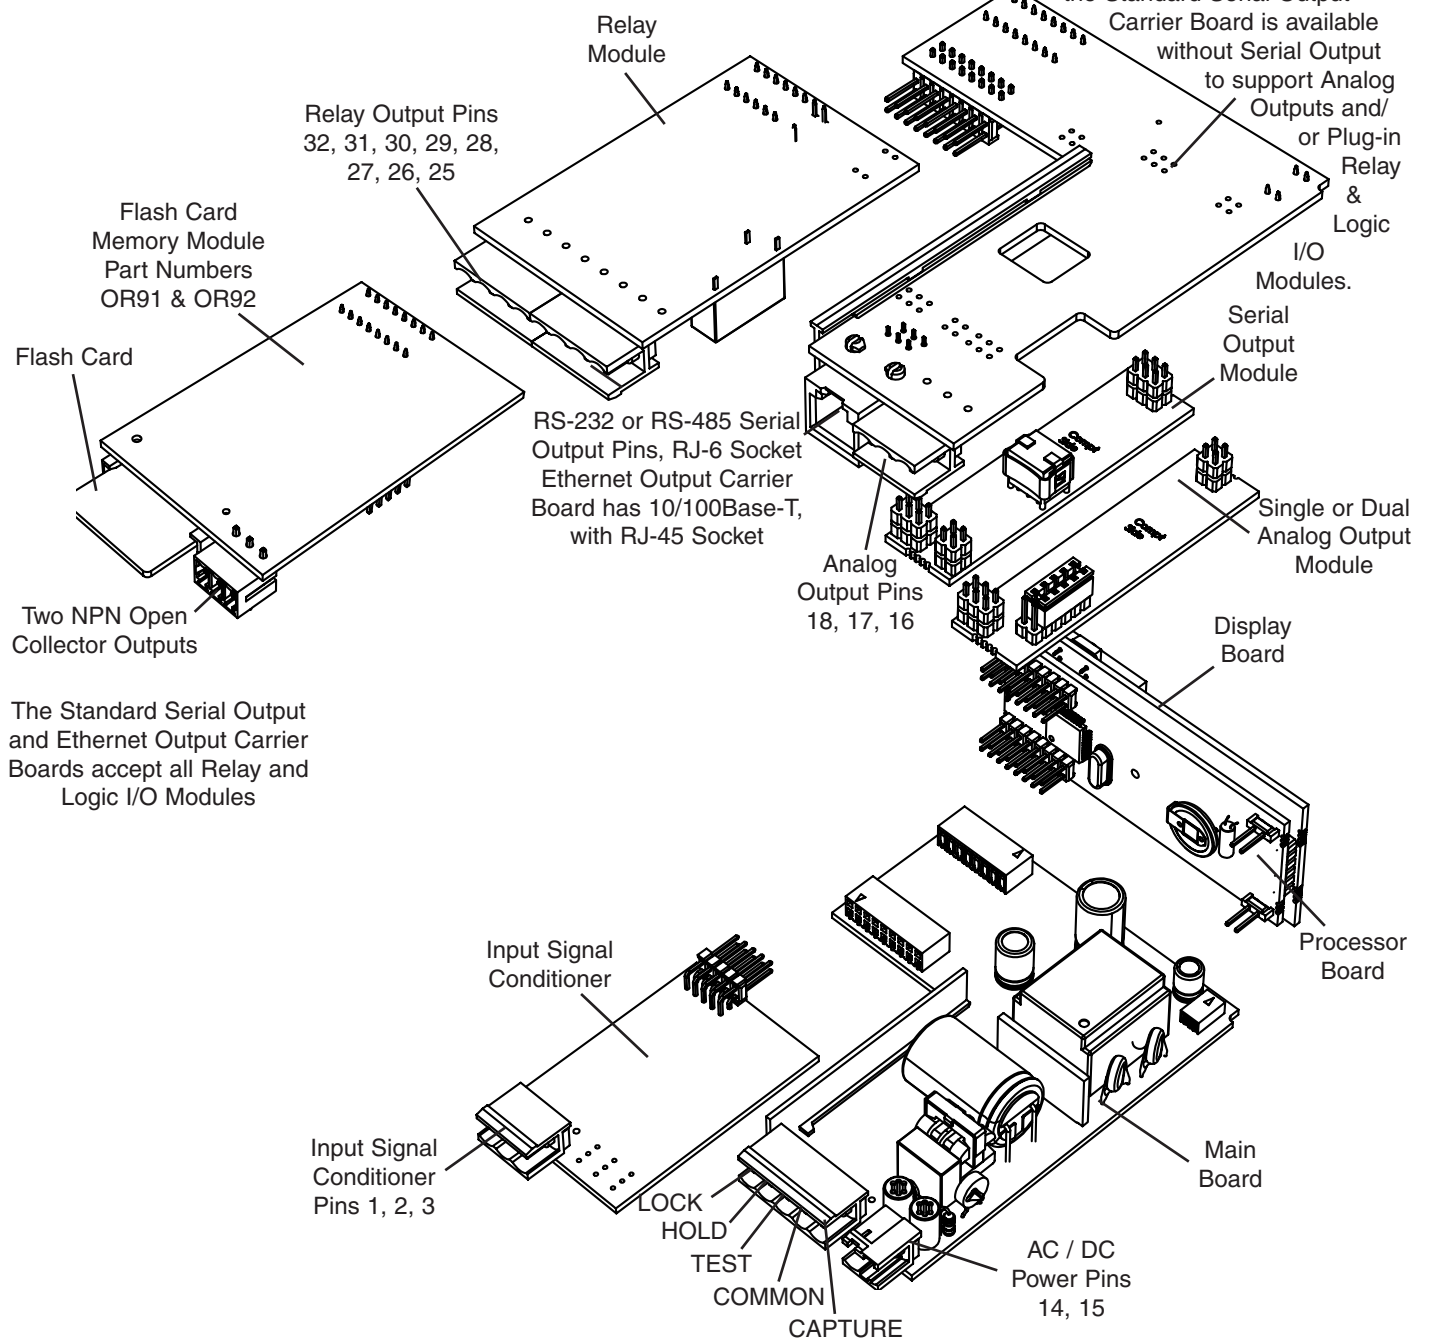 the Standard Serial Output
Carrier Board is available
without Serial Output
to support Analog
Outputs and/
or Plug-in
Relay
&
Logic
I/O
Modules.
Relay
Module
Relay Output Pins
32, 31, 30, 29, 28,
27, 26, 25
Flash Card
Memory Module
Part Numbers
OR91 & OR92
Flash Card
Serial
Output
Module
RS-232 or RS-485 Serial
Output Pins, RJ-6 Socket
Ethernet Output Carrier
Board has 10/100Base-T,
with RJ-45 Socket
Single or Dual
Analog Output
Module
Analog
Output Pins
18, 17, 16
Two NPN Open
Collector Outputs
Display
Board
The Standard Serial Output
and Ethernet Output Carrier
Boards accept all Relay and
Logic I/O Modules
Processor
Board
Input Signal
Conditioner
Input Signal
Conditioner
Pins 1, 2, 3
Main
Board
LOCK
HOLD
TEST
COMMON
CAPTURE
AC / DC
Power Pins
14, 15